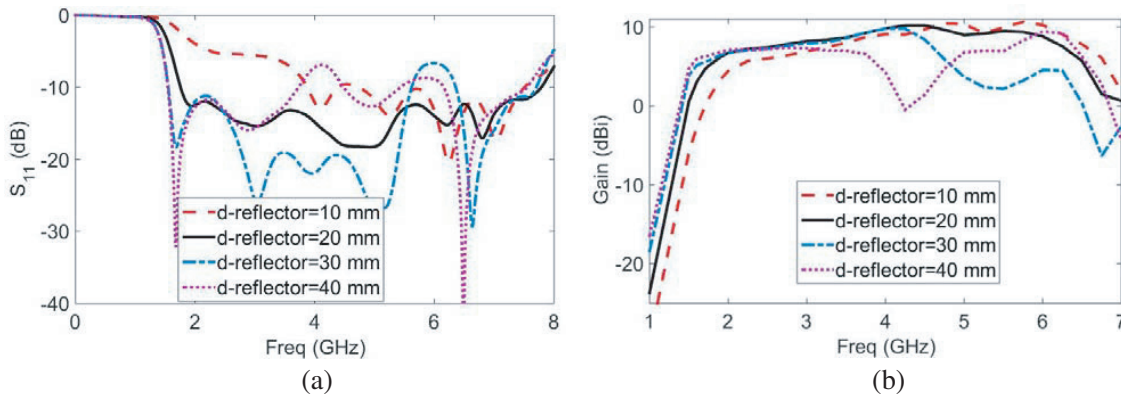 0
-10
-20
-30
-40
S11 (dB)
d-reflector=10 mm
d-reflector=20 mm
d-reflector=30 mm
d-reflector=40 mm
0 2 4 6 8
Freq (GHz)
(a)
10
0
-10
-20
Gain (dBi)
d-reflector=10 mm
d-reflector=20 mm
d-reflector=30 mm
d-reflector=40 mm
1 2 3 4 5 6 7
Freq (GHz)
(b)